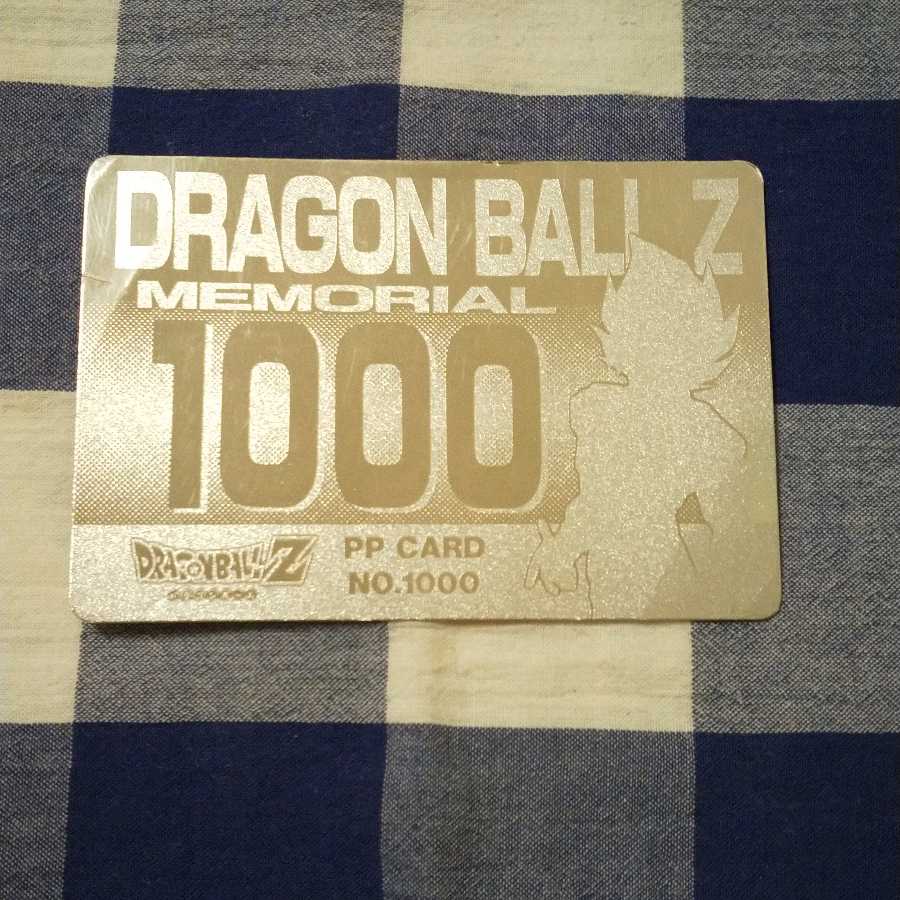 DRAGON BALL Z
MEMORIAL
1000
DRAGON BALL Z
PP CARD
NO.1000